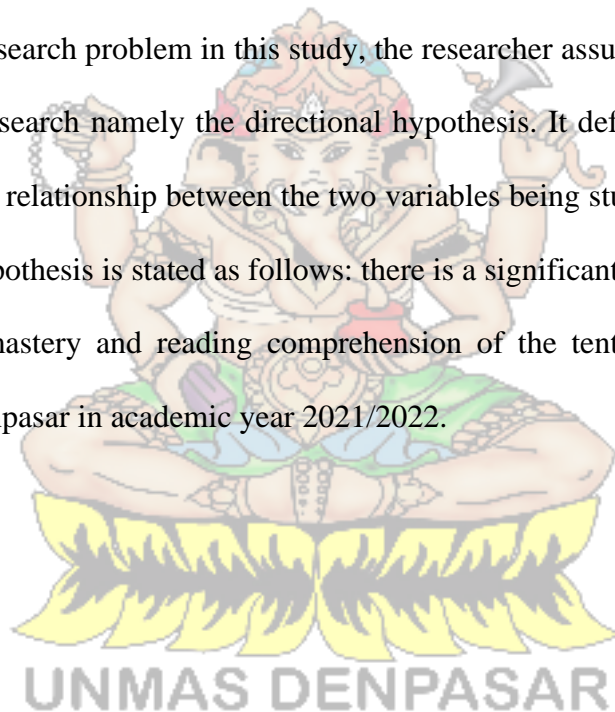 search problem in this study, the researcher assu
search namely the directional hypothesis. It def
relationship between the two variables being stu
pothesis is stated as follows: there is a significant
nastery and reading comprehension of the tent
npasar in academic year 2021/2022.
UNMAS DENPASAR